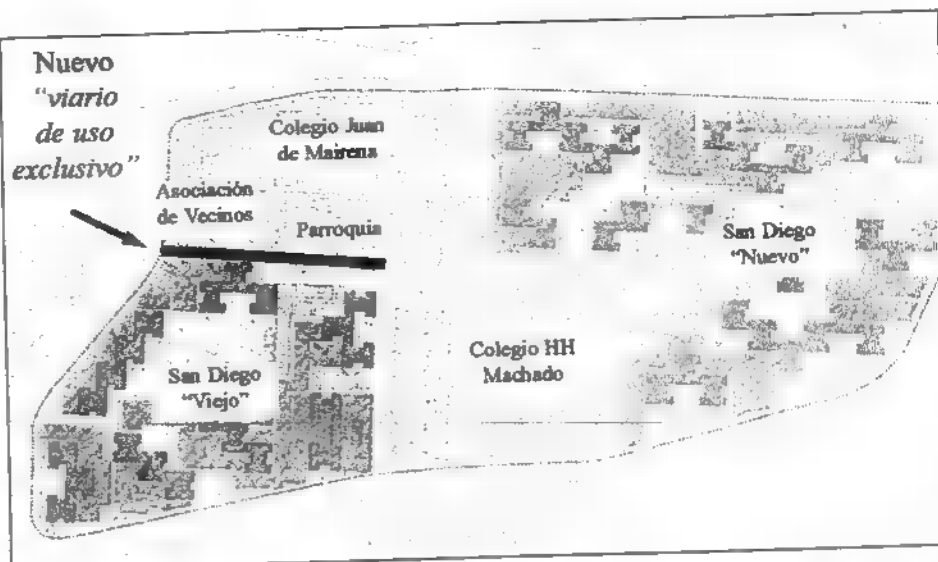 Nuevo
“viario
de uso
exclusivo”
Colegio Juan
de Mairena
Asociación
de Vecinos
Parroquia
San Diego
“Nuevo”
Colegio HH
Machado
San Diego
“Viejo”